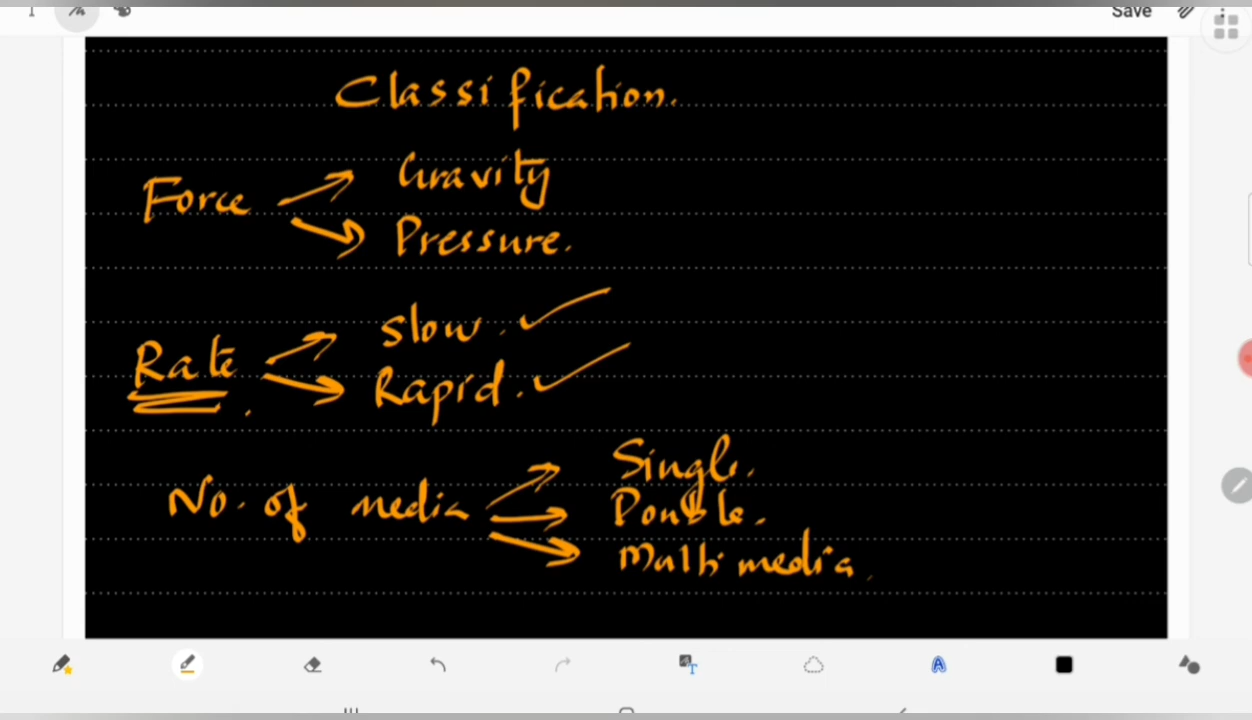 Save
Classification.
Force Gravity
Pressure.
Rate slow.
Rapid.
No. of media Single.
Double.
Multi media